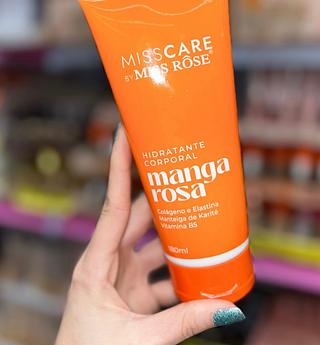 MISSCARE
BY MISS RÔSE
HIDRATANTE
CORPORAL
manga
rosa
Colágeno e Elastina
Manteiga de Karité
Vitamina B5
180ml